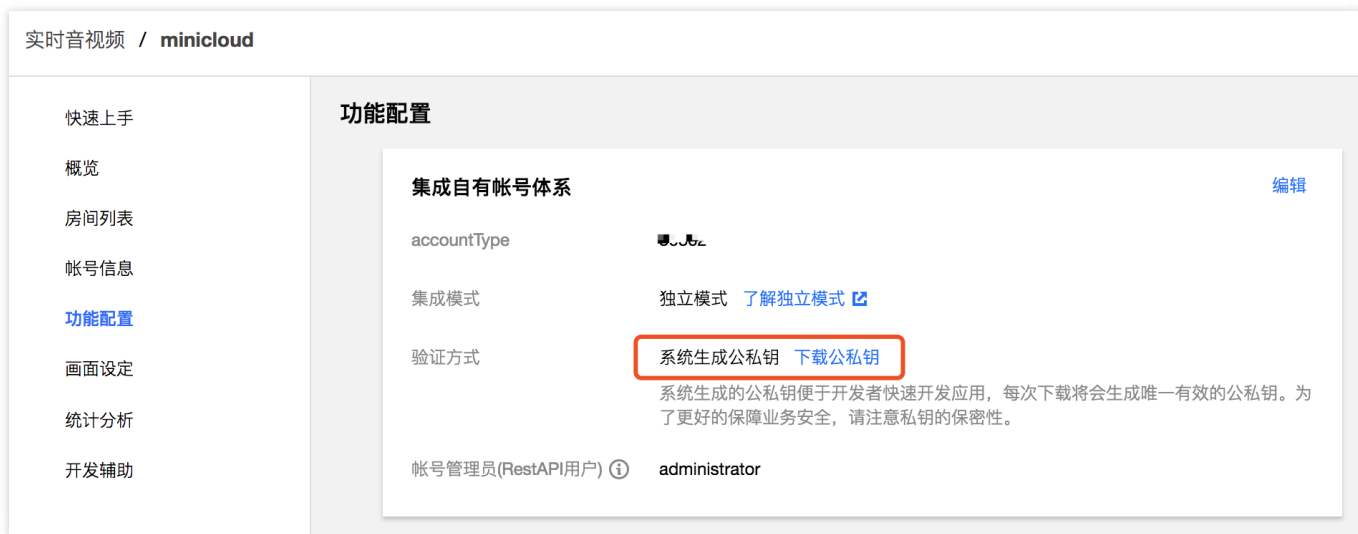 实时音视频 / minicloud
快速上手
概览
房间列表
帐号信息
功能配置
画面设定
统计分析
开发辅助
功能配置
集成自有帐号体系 编辑
accountType
集成模式 独立模式 了解独立模式
验证方式 系统生成公私钥 下载公私钥
系统生成的公私钥便于开发者快速开发应用，每次下载将会生成唯一有效的公私钥。为
了更好的保障业务安全，请注意私钥的保密性。
帐号管理员(RestAPI用户) administrator